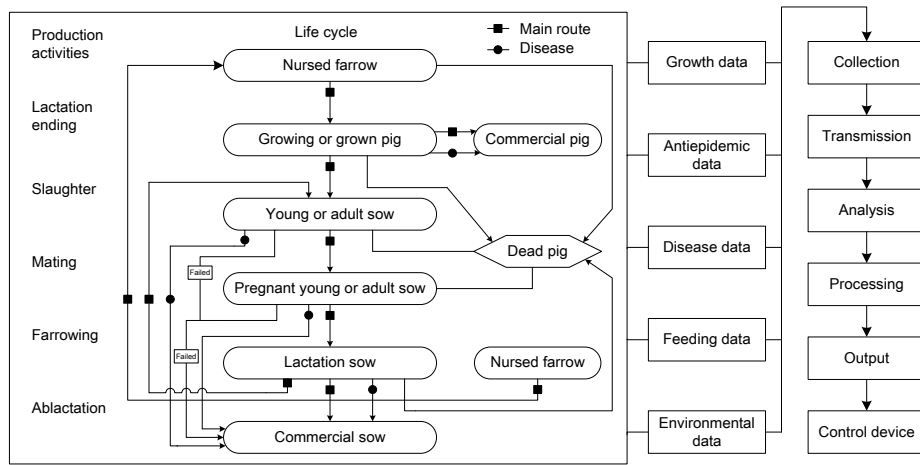 Production
activities
Life cycle
Main route
Disease
Nursed farrow
Lactation
ending
Growing or grown pig
Commercial pig
Slaughter
Young or adult sow
Failed
Dead pig
Mating
Pregnant young or adult sow
Farrowing
Failed
Lactation sow
Nursed farrow
Ablactation
Commercial sow
Growth data
Antiepidemic
data
Disease data
Feeding data
Environmental
data
Collection
Transmission
Analysis
Processing
Output
Control device